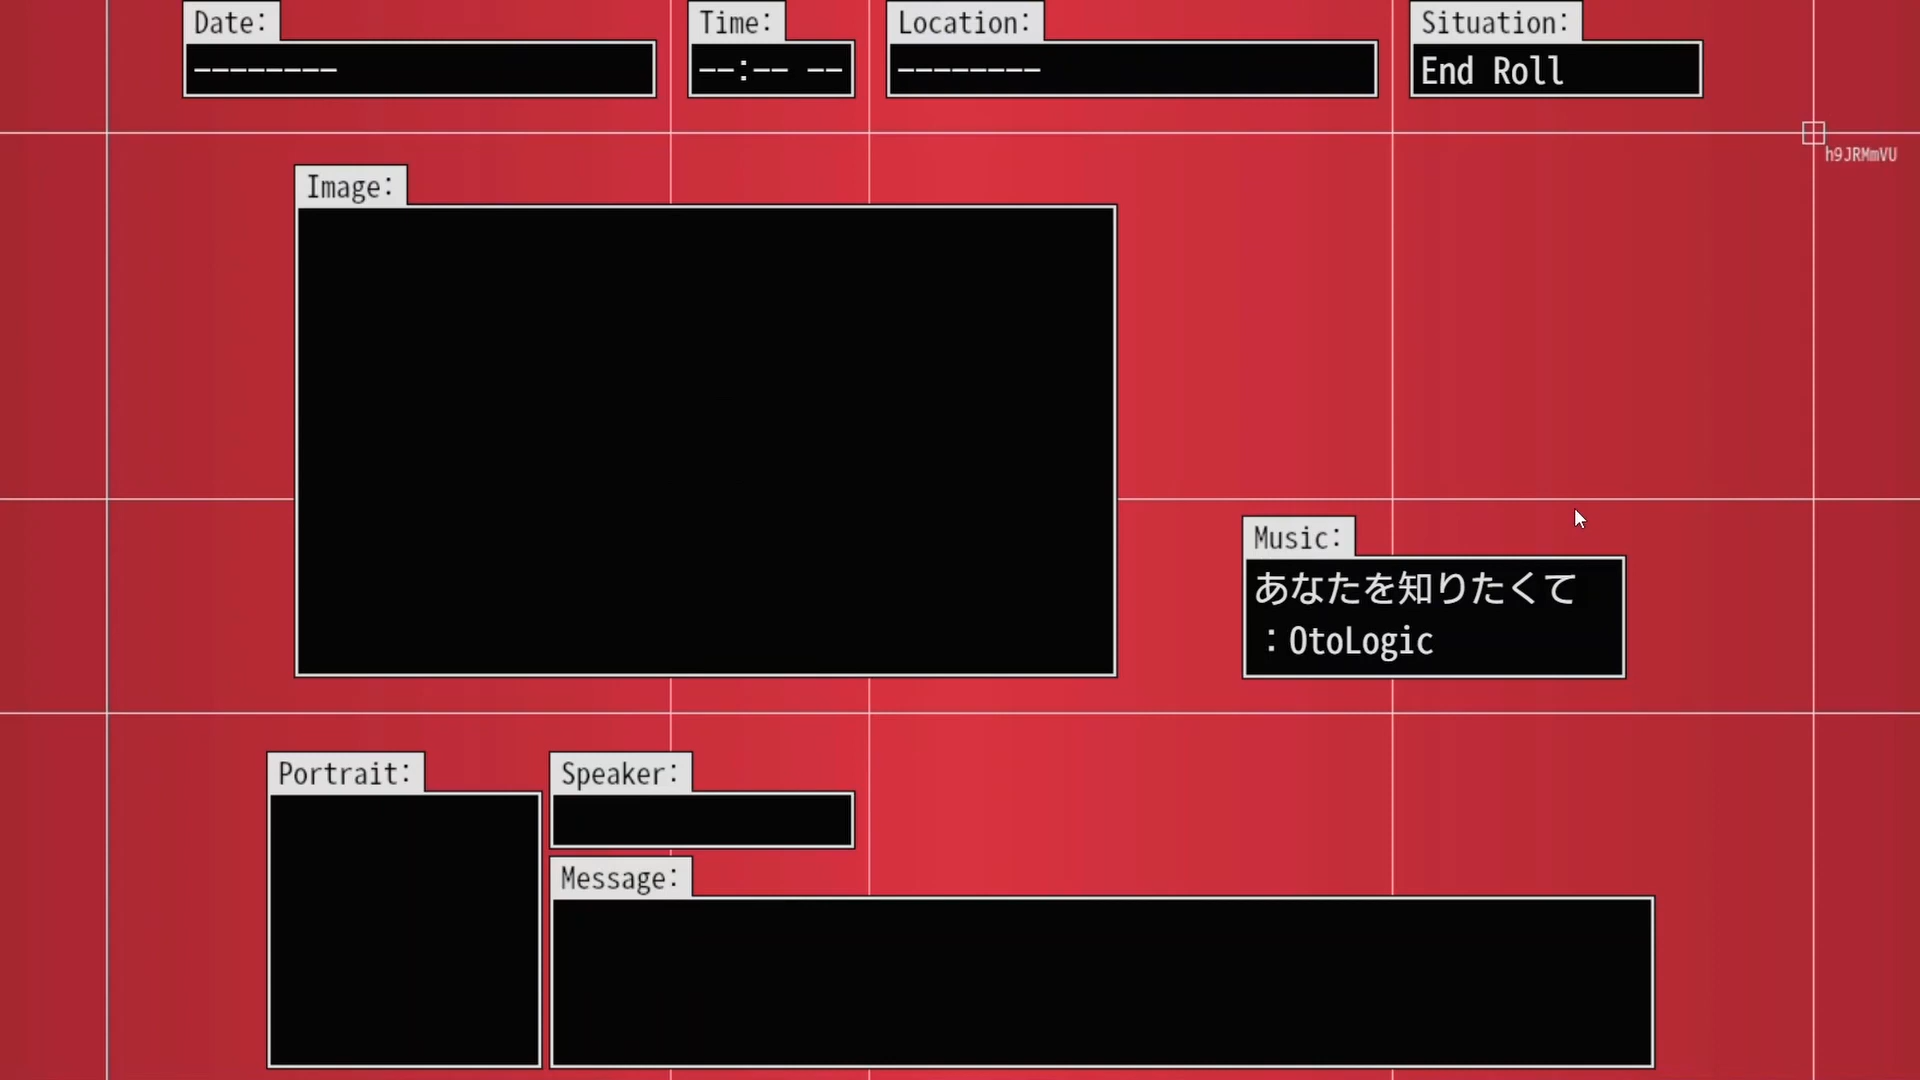 Date:
--------
Time:
--:-- --
Location:
--------
Situation:
End Roll
h9JRMmVU
Image:
Music:
あなたを知りたくて
：OtoLogic
Portrait:
Speaker:
Message: